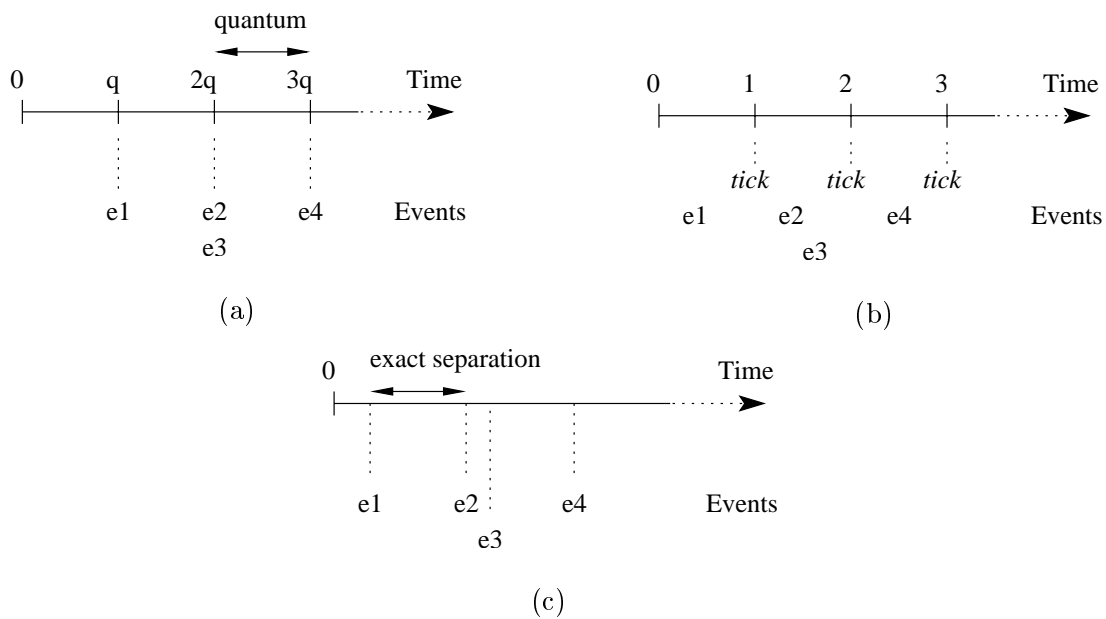 quantum
0 q 2q 3q Time
e1 e2 e4 Events
e3
(a)
0 1 2 3 Time
tick tick tick
e1 e2 e4 Events
e3
(b)
exact separation
0 Time
e1 e2 e4 Events
e3
(c)